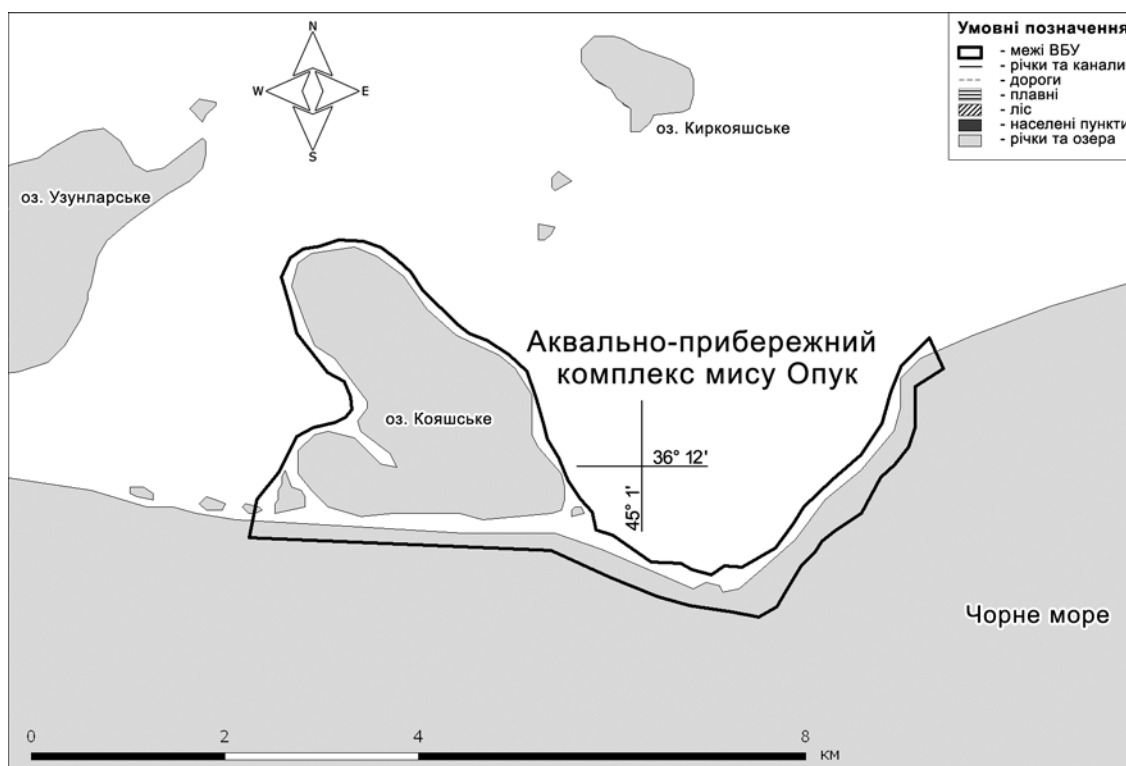 Умовні позначення
- межі ВБУ
- річки та канали
- дороги
- плавні
- ліс
- населені пункти
- річки та озера
N
W E
S
оз. Киркояшське
оз. Узунларське
Аквально-прибережний
комплекс мису Опук
оз. Кояшське
36° 12'
45° 1'
Чорне море
0 2 4 8
км